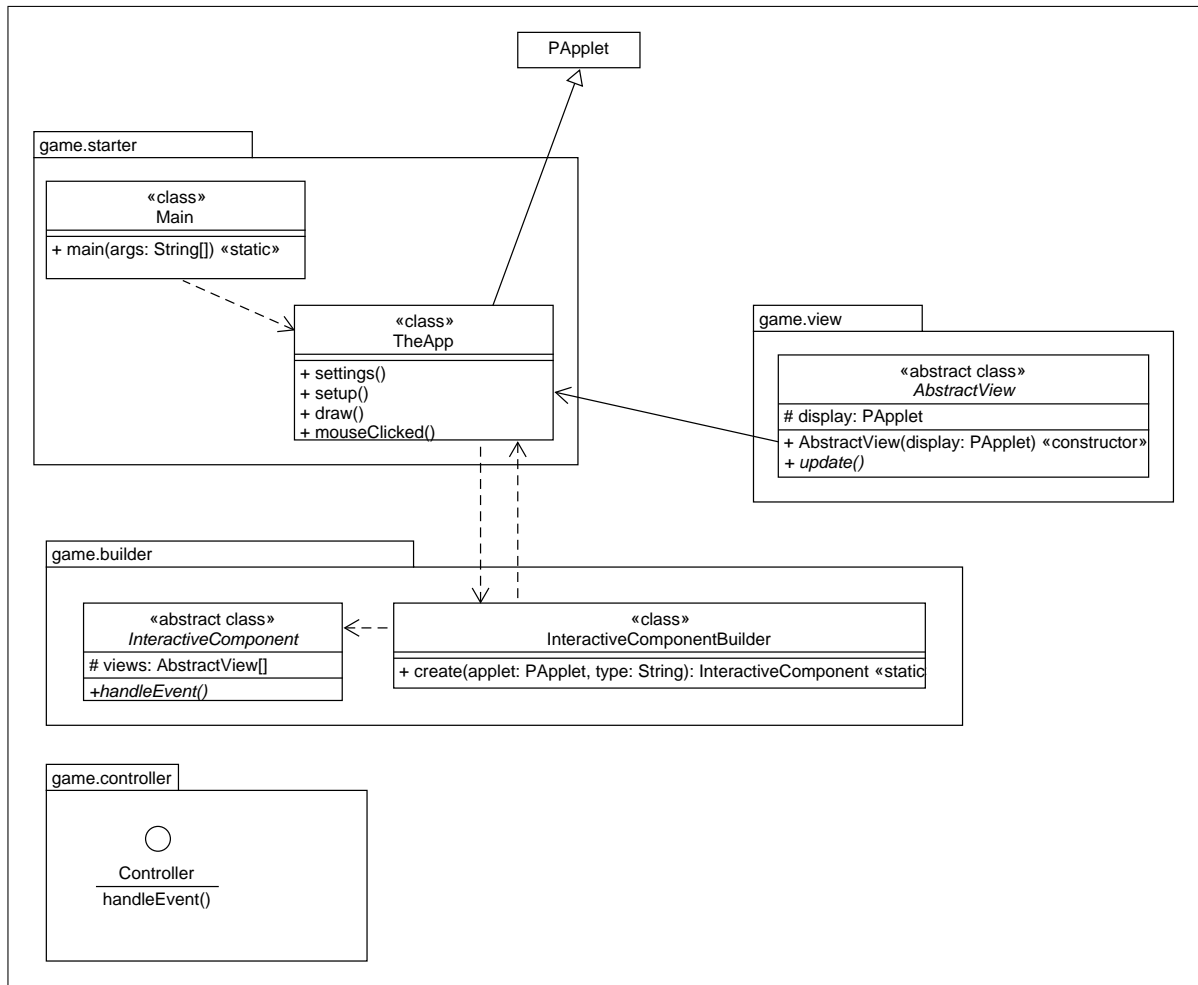 PApplet
game.starter
«class»
Main
+ main(args: String[]) «static»
«class»
TheApp
+ settings()
+ setup()
+ draw()
+ mouseClicked()
game.view
«abstract class»
AbstractView
# display: PApplet
+ AbstractView(display: PApplet) «constructor»
+ update()
game.builder
«abstract class»
InteractiveComponent
# views: AbstractView[]
+handleEvent()
«class»
InteractiveComponentBuilder
+ create(applet: PApplet, type: String): InteractiveComponent «static
game.controller
Controller
handleEvent()